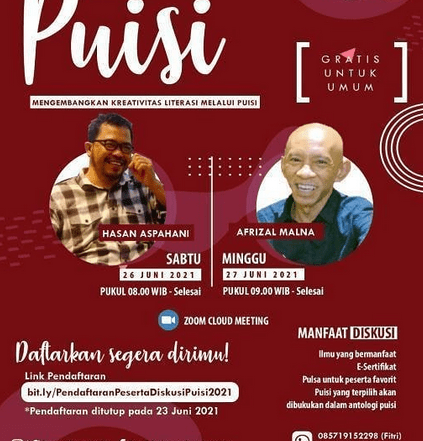 Puisi
MENGEMBANGKAN KREATIVITAS LITERASI MELALUI PUISI
GRATIS
UNTUK
UMUM
HASAN ASPAHANI
AFRIZAL MALNA
SABTU
26 JUNI 2021
PUKUL 08.00 WIB - Selesai
MINGGU
27 JUNI 2021
PUKUL 09.00 WIB - Selesai
ZOOM CLOUD MEETING
Daftarkan segera dirimu!
Link Pendaftaran
bit.ly/PendaftaranPesertaDiskusiPuisi2021
*Pendaftaran ditutup pada 23 Juni 2021
MANFAAT DISKUSI
Ilmu yang bermanfaat
E-Sertifikat
Pulsa untuk peserta favorit
Puisi yang terpilih akan
dibukukan dalam antologi puisi
085719152298 (Fitri)